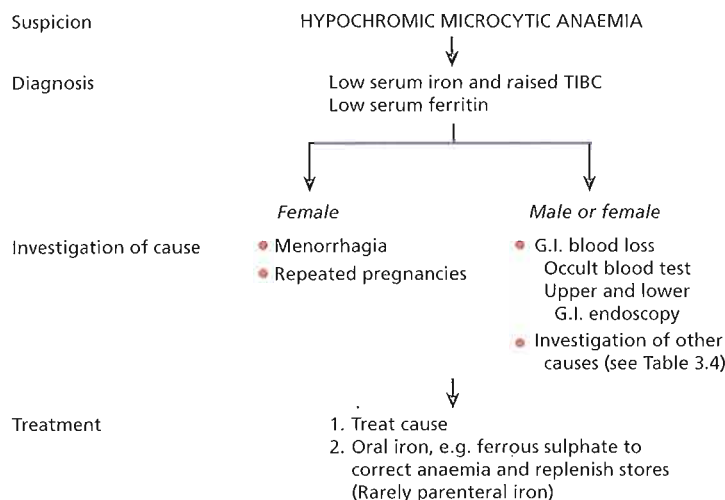 Suspicion
HYPOCHROMIC MICROCYTIC ANAEMIA
Diagnosis
Low serum iron and raised TIBC
Low serum ferritin
Female
Male or female
Investigation of cause
• Menorrhagia
• Repeated pregnancies
• G.I. blood loss
Occult blood test
Upper and lower
G.I. endoscopy
• Investigation of other
causes (see Table 3.4)
Treatment
1. Treat cause
2. Oral iron, e.g. ferrous sulphate to
correct anaemia and replenish stores
(Rarely parenteral iron)